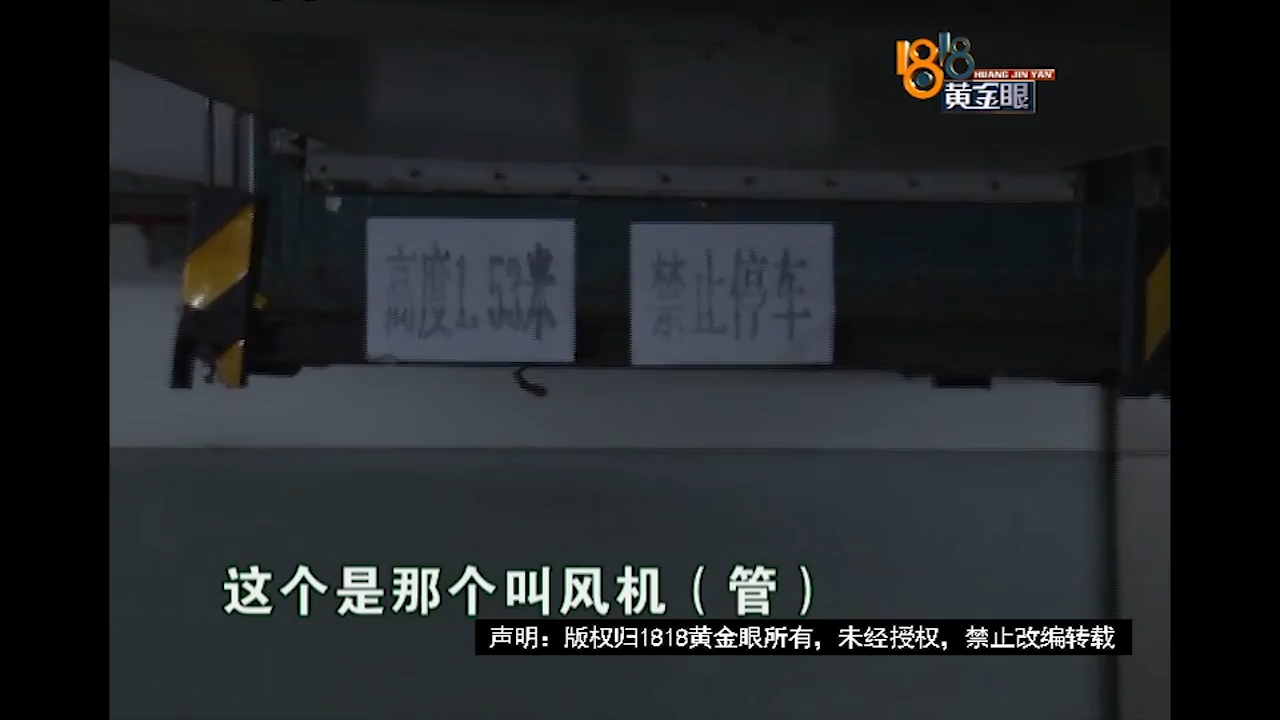 1818
HUANG JIN YAN
黄金眼
高度1.53米
禁止停车
这个是那个叫风机（管）
声明：版权归1818黄金眼所有，未经授权，禁止改编转载